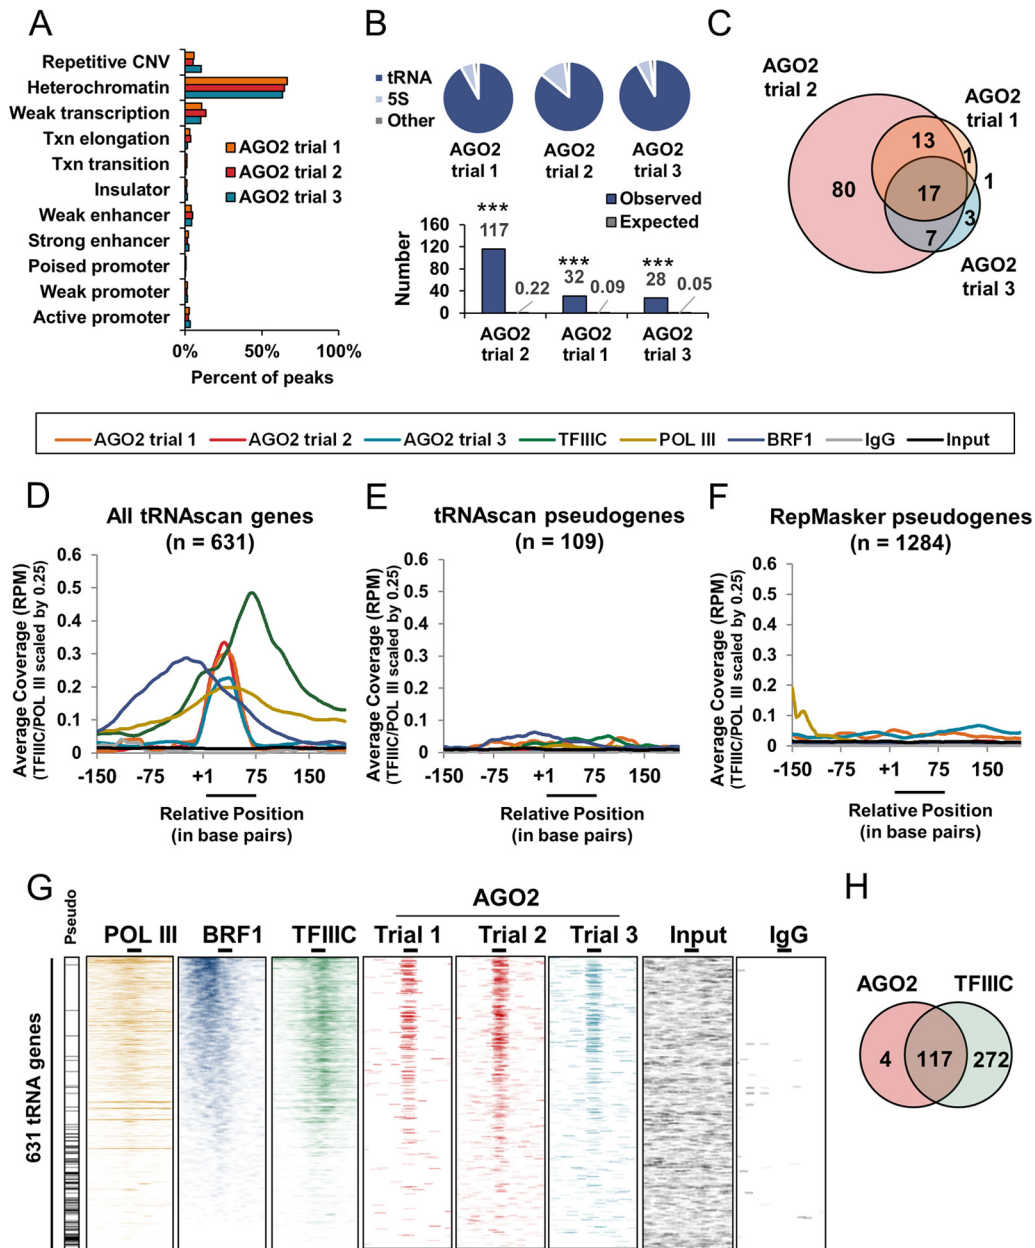 A
Repetitive CNV
Heterochromatin
Weak transcription
Txn elongation
Txn transition
Insulator
Weak enhancer
Strong enhancer
Poised promoter
Weak promoter
Active promoter
AGO2 trial 1
AGO2 trial 2
AGO2 trial 3
0% 50% 100%
Percent of peaks
B
tRNA
5S
Other
AGO2 trial 1
AGO2 trial 2
AGO2 trial 3
Observed
Expected
Number
160
120
80
40
0
*** *** ***
117 0.22 32 0.09 28 0.05
AGO2 trial 2
AGO2 trial 1
AGO2 trial 3
C
AGO2 trial 2
AGO2 trial 1
AGO2 trial 3
80 13 1 17 1 3 7
AGO2 trial 1 AGO2 trial 2 AGO2 trial 3 TFIIIC POL III BRF1 IgG Input
D
All tRNAscan genes
(n = 631)
Average Coverage (RPM)
(TFIIIC/POL III scaled by 0.25)
0.6
0.5
0.4
0.3
0.2
0.1
0
-150 -75 +1 75 150
Relative Position
(in base pairs)
E
tRNAscan pseudogenes
(n = 109)
Average Coverage (RPM)
(TFIIIC/POL III scaled by 0.25)
0.6
0.5
0.4
0.3
0.2
0.1
0
-150 -75 +1 75 150
Relative Position
(in base pairs)
F
RepMasker pseudogenes
(n = 1284)
Average Coverage (RPM)
(TFIIIC/POL III scaled by 0.25)
0.6
0.5
0.4
0.3
0.2
0.1
0
-150 -75 +1 75 150
Relative Position
(in base pairs)
G
AGO2
Pseudo
POL III BRF1 TFIIIC Trial 1 Trial 2 Trial 3 Input IgG
631 tRNA genes
H
AGO2 TFIIIC
4 117 272